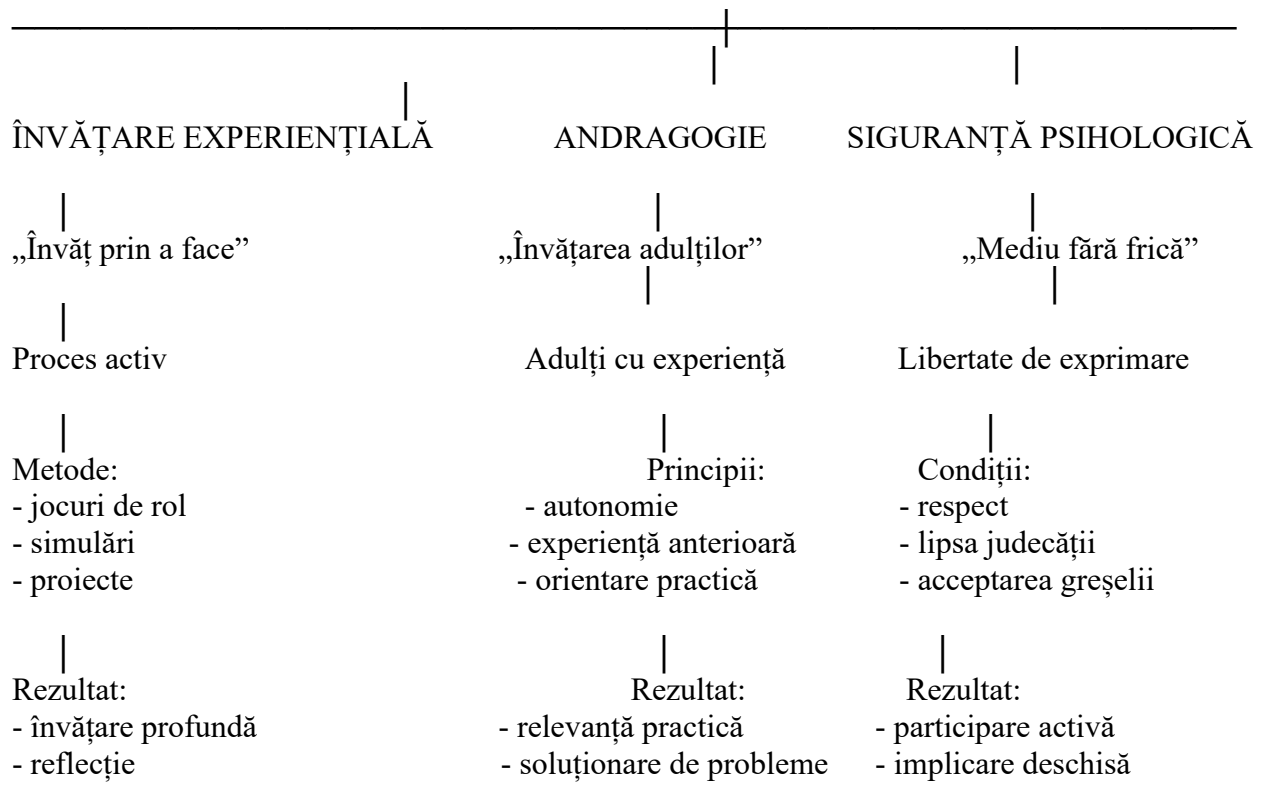 ÎNVĂȚARE EXPERIENȚIALĂ ANDRAGOGIE SIGURANȚĂ PSIHOLOGICĂ
„Învăț prin a face” „Învățarea adulților” „Mediu fără frică”
Proces activ Adulți cu experiență Libertate de exprimare
Metode: Principii: Condiții:
- jocuri de rol - autonomie - respect
- simulări - experiență anterioară - lipsa judecății
- proiecte - orientare practică - acceptarea greșelii
Rezultat: Rezultat: Rezultat:
- învățare profundă - relevanță practică - participare activă
- reflecție - soluționare de probleme - implicare deschisă